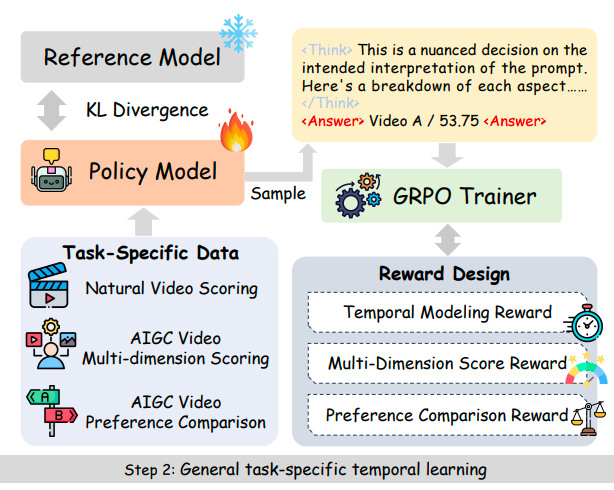 Reference Model
KL Divergence
Policy Model
Sample
<Think> This is a nuanced decision on the
intended interpretation of the prompt.
Here's a breakdown of each aspect……
</Think>
<Answer> Video A / 53.75 <Answer>
GRPO Trainer
Task-Specific Data
Natural Video Scoring
AIGC Video
Multi-dimension Scoring
A
B
AIGC Video
Preference Comparison
Reward Design
Temporal Modeling Reward
Multi-Dimension Score Reward
Preference Comparison Reward
Step 2: General task-specific temporal learning